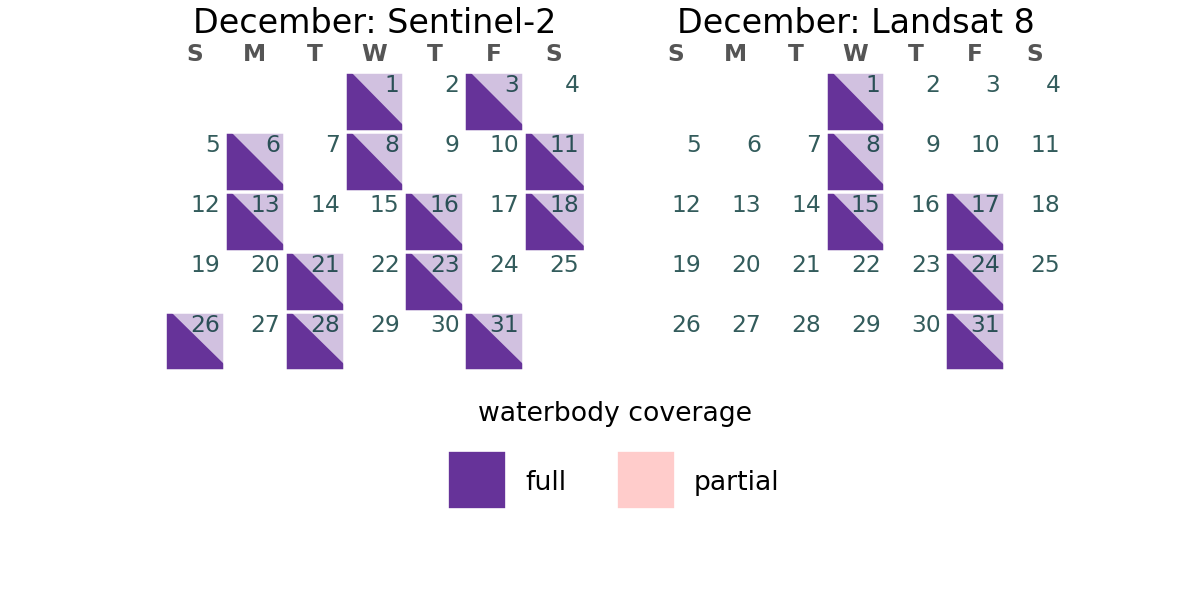 December: Sentinel-2
S M T W T F S
1 2 3 4
5 6 7 8 9 10 11
12 13 14 15 16 17 18
19 20 21 22 23 24 25
26 27 28 29 30 31
December: Landsat 8
S M T W T F S
1 2 3 4
5 6 7 8 9 10 11
12 13 14 15 16 17 18
19 20 21 22 23 24 25
26 27 28 29 30 31
waterbody coverage
full partial